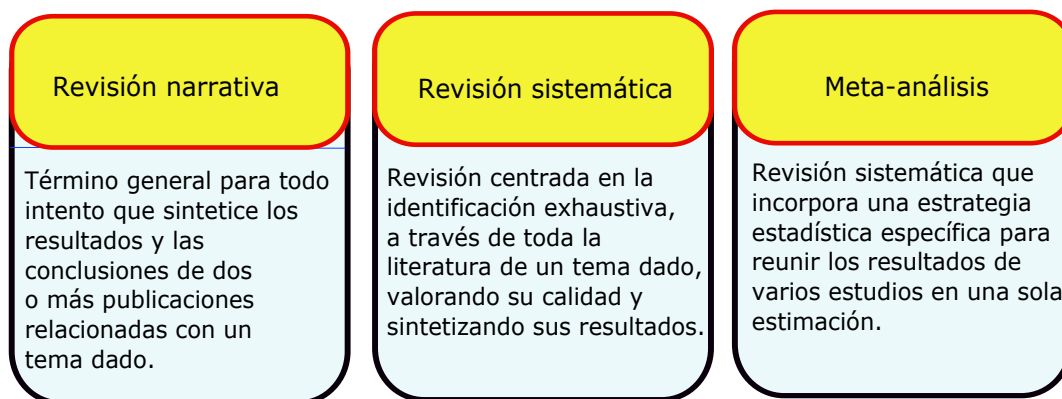 Revisión narrativa
Término general para todo
intento que sintetice los
resultados y las
conclusiones de dos
o más publicaciones
relacionadas con un
tema dado.
Revisión sistemática
Revisión centrada en la
identificación exhaustiva,
a través de toda la
literatura de un tema dado,
valorando su calidad y
sintetizando sus resultados.
Meta-análisis
Revisión sistemática que
incorpora una estrategia
estadística específica para
reunir los resultados de
varios estudios en una sola
estimación.